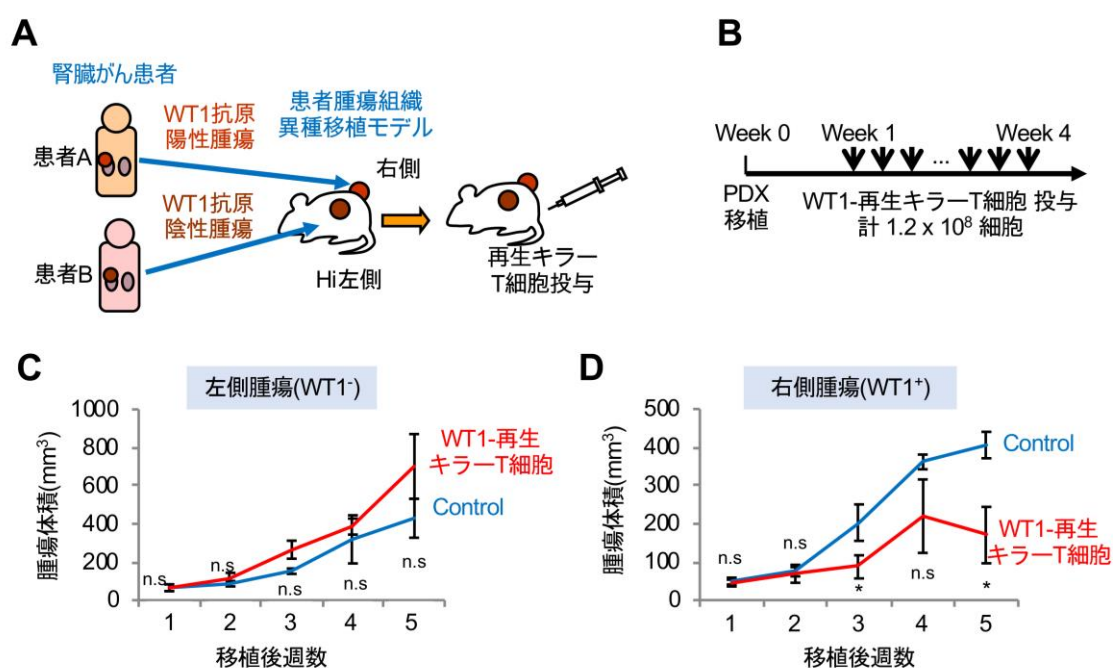 A
腎臓がん患者
WT1抗原
陽性腫瘍
患者腫瘍組織
異種移植モデル
患者A
右側
WT1抗原
陰性腫瘍
患者B
Hi左側
再生キラー
T細胞投与
B
Week 0
Week 1
Week 4
...
PDX
移植
WT1-再生キラーT細胞 投与
計 1.2 x 10⁸ 細胞
C
左側腫瘍(WT1⁻)
腫瘍体積(mm³)
1000
800
600
400
200
0
WT1-再生
キラーT細胞
Control
n.s
n.s
n.s
n.s
1 2 3 4 5
移植後週数
D
右側腫瘍(WT1⁺)
腫瘍体積(mm³)
500
400
300
200
100
0
Control
WT1-再生
キラーT細胞
n.s
n.s
*
n.s
*
1 2 3 4 5
移植後週数